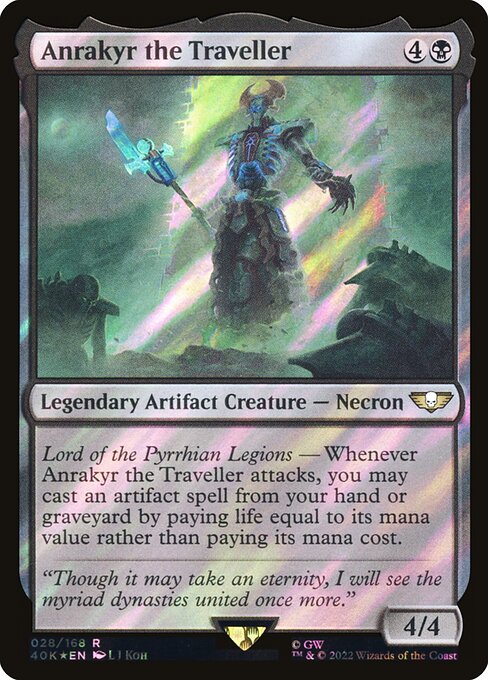 Anrakyr the Traveller 4
Legendary Artifact Creature — Necron
Lord of the Pyrrhian Legions — Whenever
Anrakyr the Traveller attacks, you may
cast an artifact spell from your hand or
graveyard by paying life equal to its mana
value rather than paying its mana cost.
“Though it may take an eternity, I will see the
myriad dynasties united once more.”
4/4
028/168 R
40K★EN LJ Koh
© GW
™ & © 2022 Wizards of the Coast